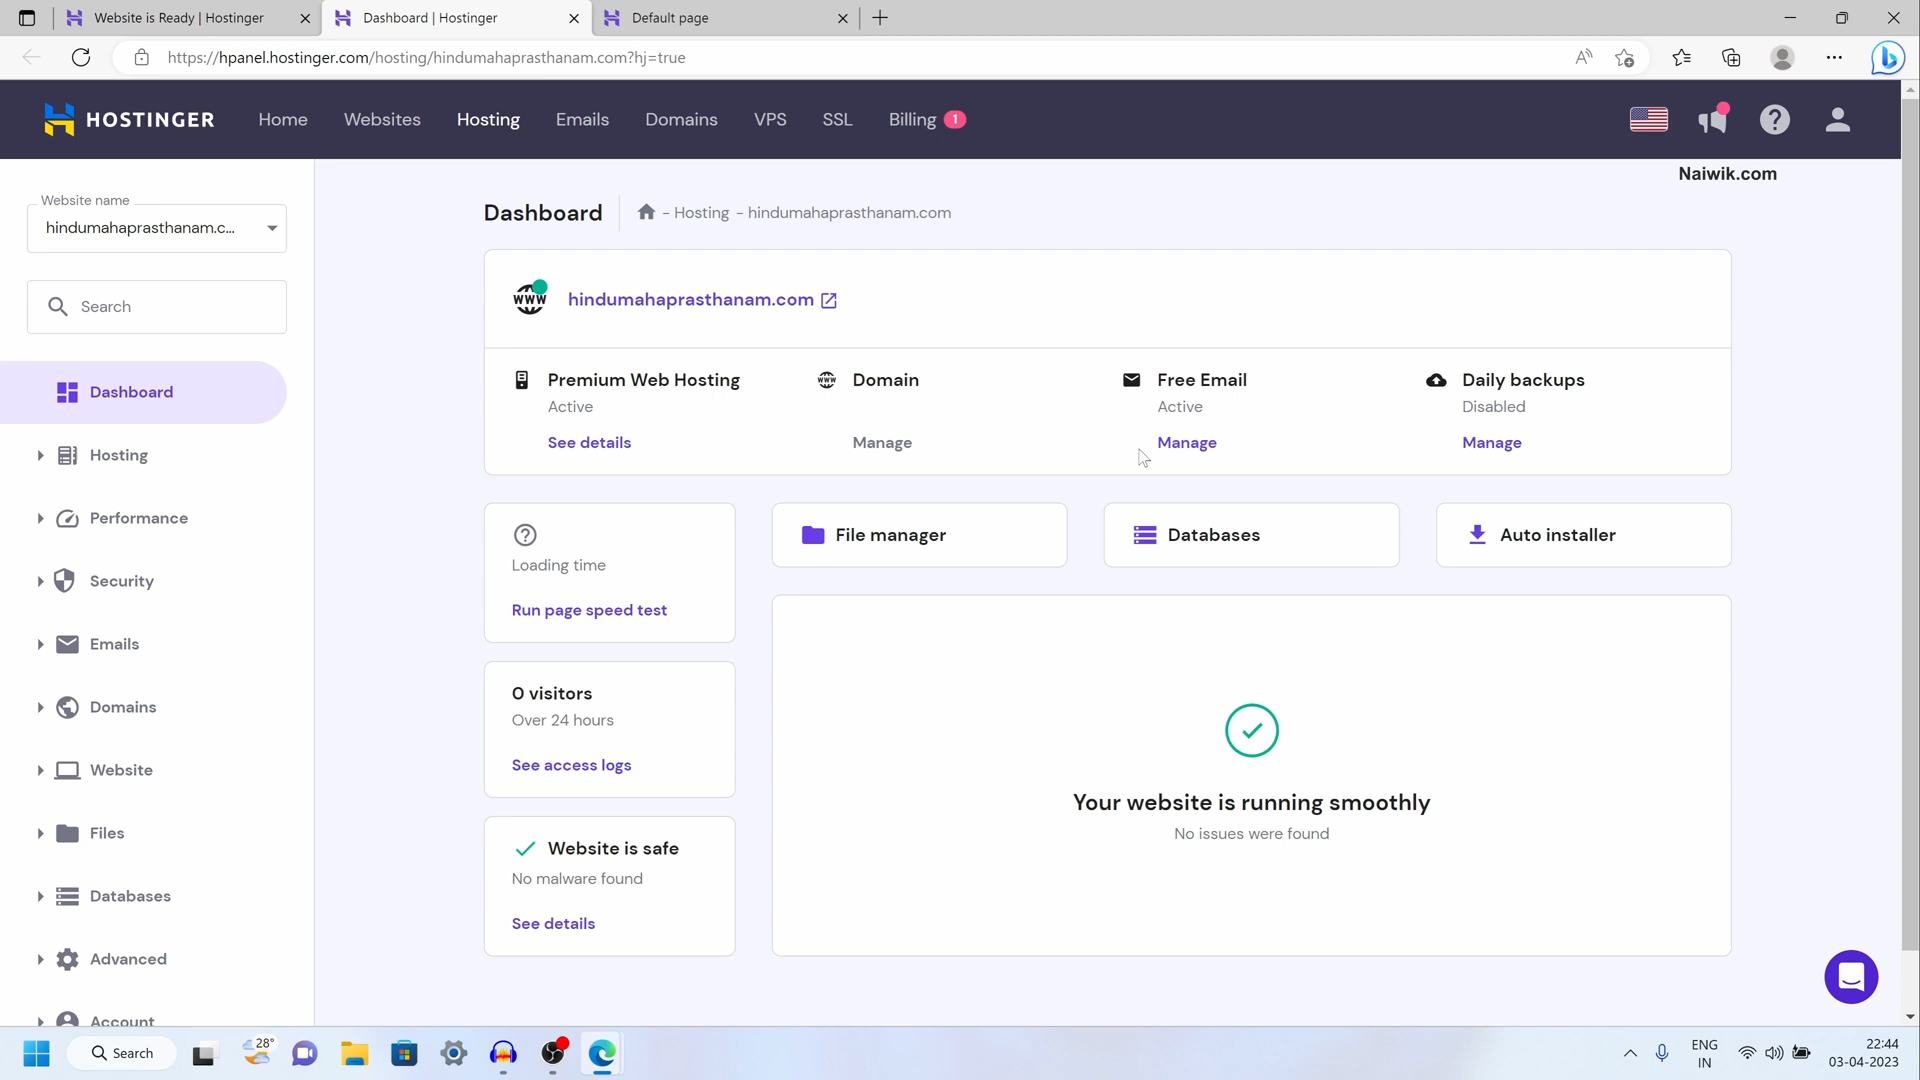 Website is Ready | Hostinger
Dashboard | Hostinger
Default page
https://hpanel.hostinger.com/hosting/hindumahaprasthanam.com?hj=true
HOSTINGER
Home
Websites
Hosting
Emails
Domains
VPS
SSL
Billing 1
Naiwik.com
Website name
hindumahaprasthanam.c...
Search
Dashboard
Hosting
Performance
Security
Emails
Domains
Website
Files
Databases
Advanced
Account
Dashboard
- Hosting - hindumahaprasthanam.com
www
hindumahaprasthanam.com
Premium Web Hosting
Active
See details
www
Domain
Manage
Free Email
Active
Manage
Daily backups
Disabled
Manage
Loading time
Run page speed test
File manager
Databases
Auto installer
0 visitors
Over 24 hours
See access logs
Website is safe
No malware found
See details
Your website is running smoothly
No issues were found
Search
28°
ENG
IN
22:44
03-04-2023